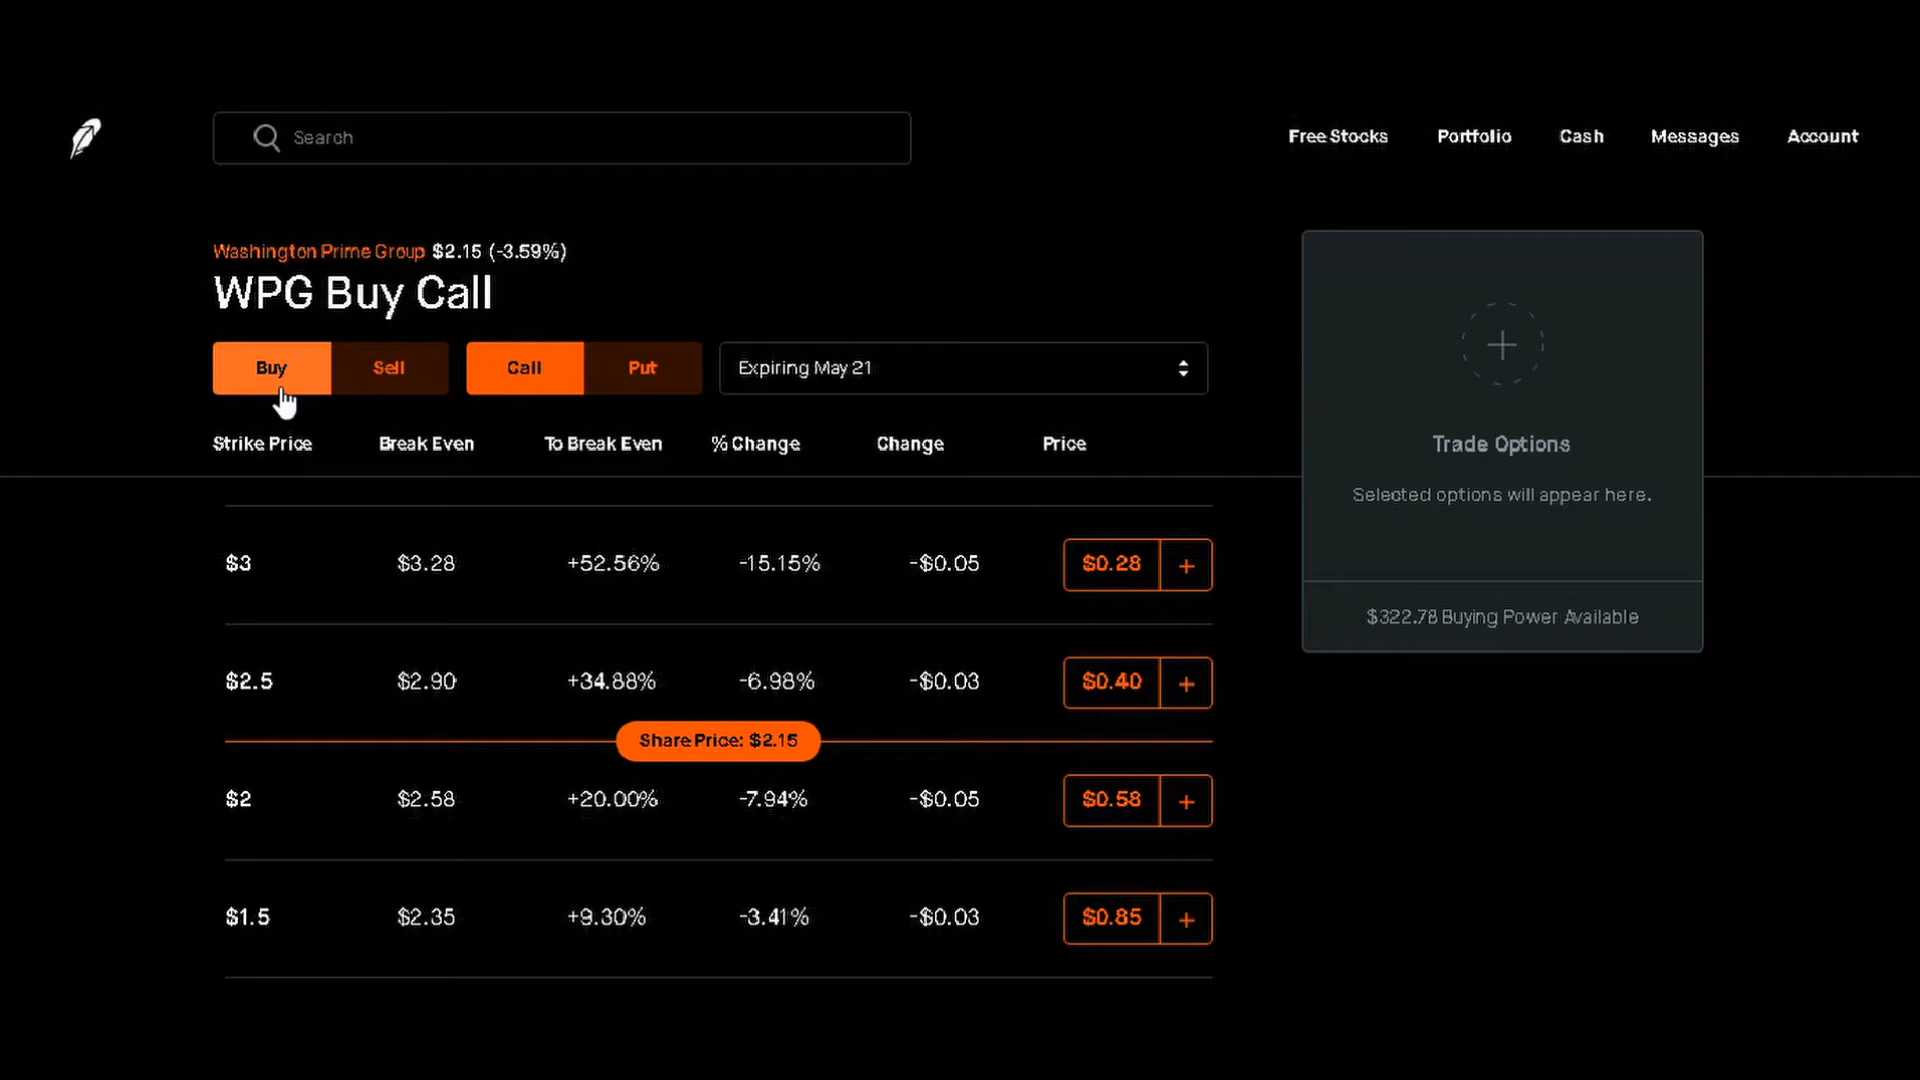 Search
Free Stocks Portfolio Cash Messages Account
Washington Prime Group $2.15 (-3.59%)
WPG Buy Call
Buy Sell Call Put Expiring May 21
Strike Price Break Even To Break Even % Change Change Price
$3 $3.28 +52.56% -15.15% -$0.05 $0.28 +
$2.5 $2.90 +34.88% -6.98% -$0.03 $0.40 +
Share Price: $2.15
$2 $2.58 +20.00% -7.94% -$0.05 $0.58 +
$1.5 $2.35 +9.30% -3.41% -$0.03 $0.85 +
Trade Options
Selected options will appear here.
$322.78 Buying Power Available